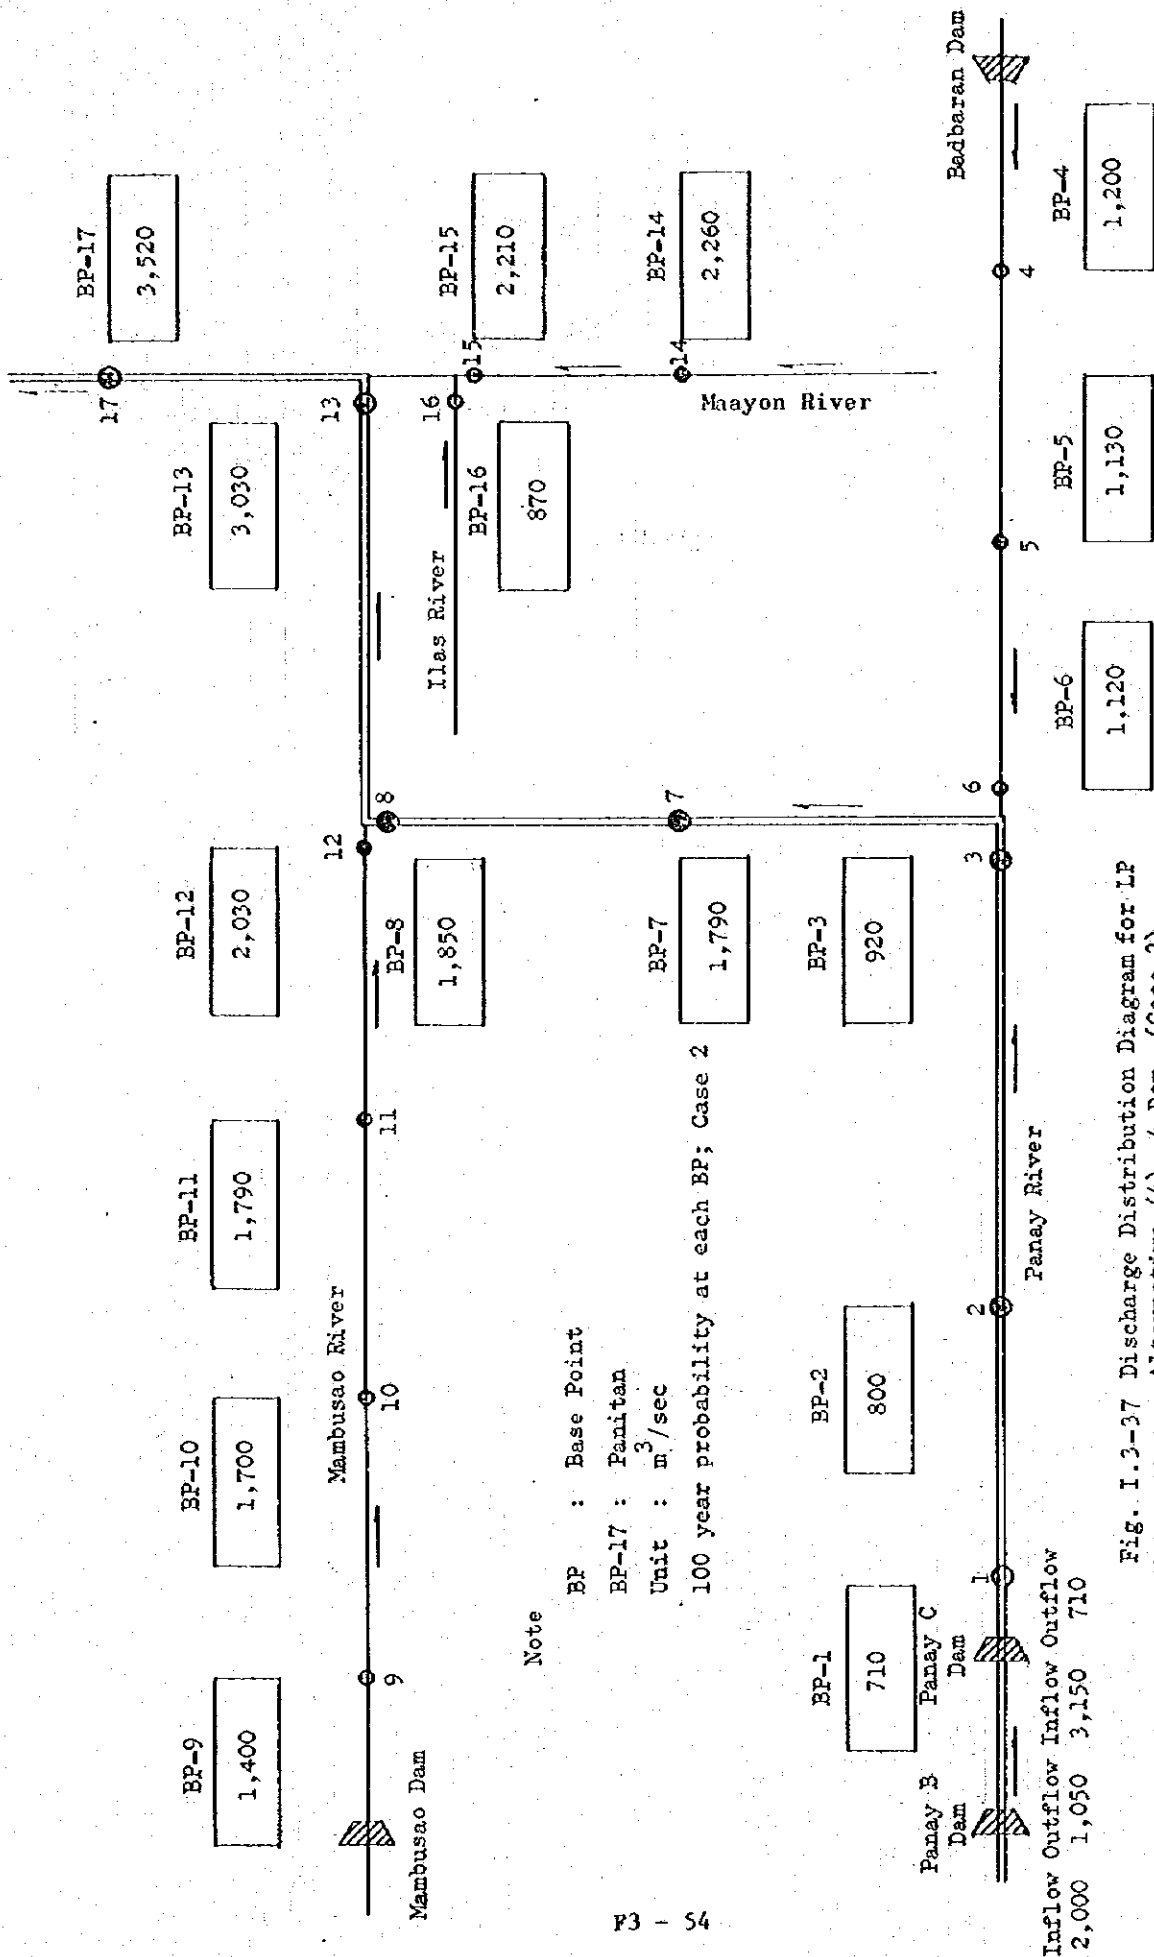 BP-9
1,400
BP-10
1,700
BP-11
1,790
BP-12
2,030
BP-13
3,030
BP-17
3,520
17
Mambusao Dam
9
Mambusao River
10
11
12
8
13
BP-8
1,850
Ilas River
16
BP-16
870
15
BP-15
2,210
14
BP-14
2,260
Maayon River
Note
BP : Base Point
BP-17 : Panitan
Unit : m³/sec
100 year probability at each BP; Case 2
BP-7
1,790
7
BP-1
710
BP-2
800
BP-3
920
Panay B Dam
Panay C Dam
1
2
3
6
5
4
Badbaran Dam
Panay River
Inflow Outflow Inflow Outflow
2,000 1,050 3,150 710
BP-6
1,120
BP-5
1,130
BP-4
1,200
Fig. I.3-37 Discharge Distribution Diagram for LP
F3 - 54